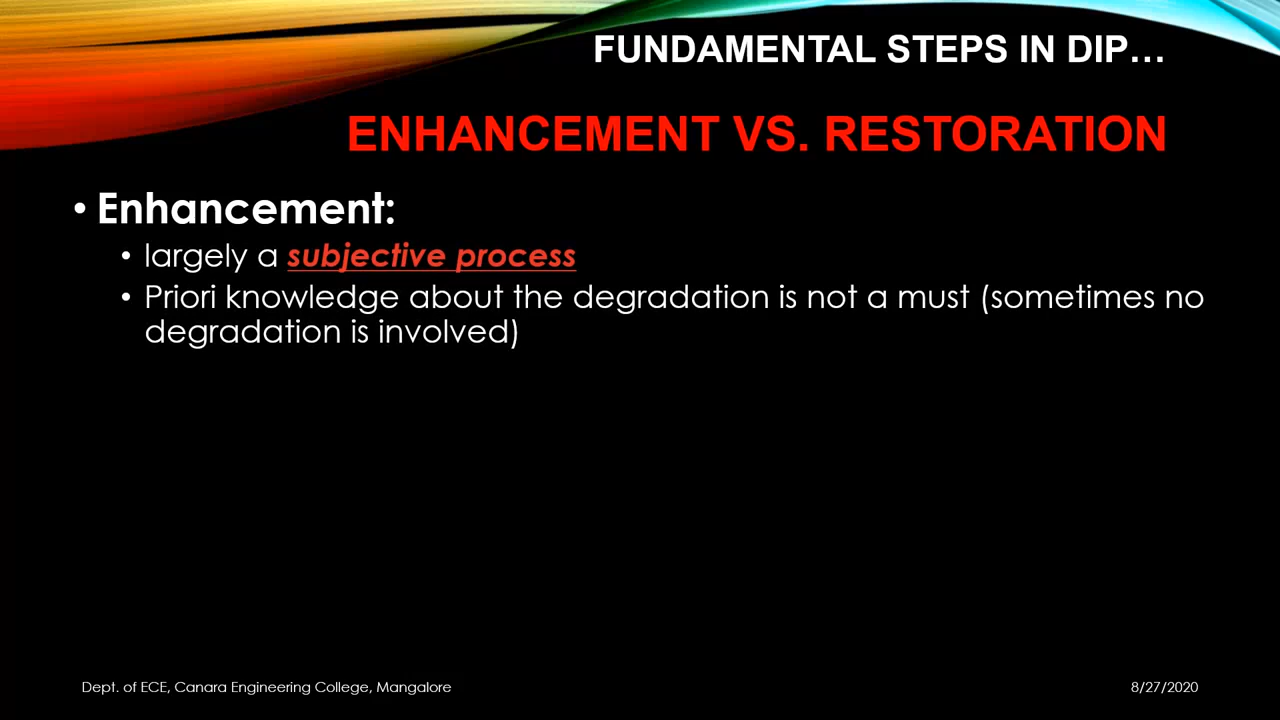 FUNDAMENTAL STEPS IN DIP…
ENHANCEMENT VS. RESTORATION
• Enhancement:
• largely a subjective process
• Priori knowledge about the degradation is not a must (sometimes no
degradation is involved)
Dept. of ECE, Canara Engineering College, Mangalore
8/27/2020